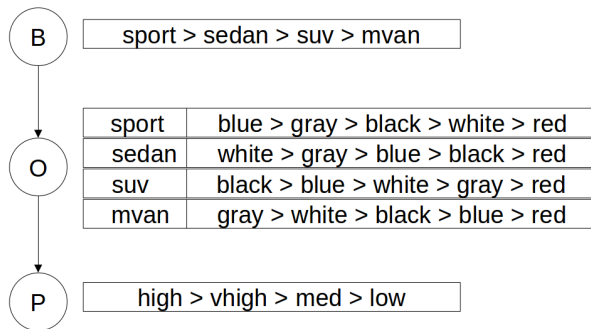 B sport > sedan > suv > mvan
sport blue > gray > black > white > red
sedan white > gray > blue > black > red
O
suv black > blue > white > gray > red
mvan gray > white > black > blue > red
P high > vhigh > med > low